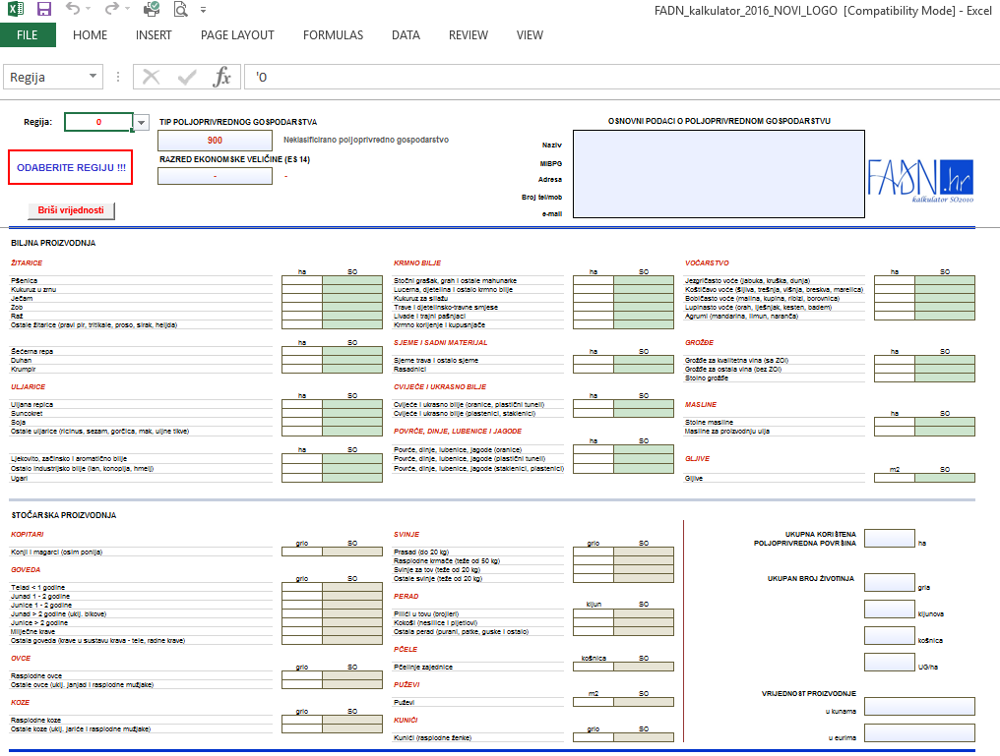 FADN_kalkulator_2016_NOVI_LOGO [Compatibility Mode] - Excel
FILE HOME INSERT PAGE LAYOUT FORMULAS DATA REVIEW VIEW
Regija fx '0
Regija: 0
ODABERITE REGIJU !!!
Briši vrijednosti
TIP POLJOPRIVREDNOG GOSPODARSTVA
900 Neklasificirano poljoprivredno gospodarstvo
RAZRED EKONOMSKE VELIČINE (ES 14)
- -
OSNOVNI PODACI O POLJOPRIVREDNOM GOSPODARSTVU
Naziv
MIBPG
Adresa
Broj tel/mob
e-mail
FADN.hr
kalkulator SO2010
BILJNA PROIZVODNJA
ŽITARICE
ha SO
Pšenica
Kukuruz u zrnu
Ječam
Zob
Raž
Ostale žitarice (pravi pir, tritikale, proso, sirak, heljda)
ha SO
Šećerna repa
Duhan
Krumpir
ULJARICE
ha SO
Uljana repica
Suncokret
Soja
Ostale uljarice (ricinus, sezam, gorčica, mak, uljne tikve)
ha SO
Ljekovito, začinsko i aromatično bilje
Ostalo industrijsko bilje (lan, konoplja, hmelj)
Ugari
KRMNO BILJE
ha SO
Stočni grašak, grah i ostale mahunarke
Lucerna, djetelina i ostalo krmno bilje
Kukuruz za silažu
Trave i djetelinsko-travne smjese
Livade i trajni pašnjaci
Krmno korijenje i kupusnjače
SJEME I SADNI MATERIJAL
ha SO
Sjeme trava i ostalo sjeme
Rasadnici
CVIJEĆE I UKRASNO BILJE
ha SO
Cvijeće i ukrasno bilje (oranice, plastični tuneli)
Cvijeće i ukrasno bilje (plastenici, staklenici)
POVRĆE, DINJE, LUBENICE I JAGODE
ha SO
Povrće, dinje, lubenice, jagode (oranice)
Povrće, dinje, lubenice, jagode (plastični tuneli)
Povrće, dinje, lubenice, jagode (staklenici, plastenici)
VOĆARSTVO
ha SO
Jezgričasto voće (jabuka, kruška, dunja)
Koštičavo voće (šljiva, trešnja, višnja, breskva, marelica)
Bobičasto voće (malina, kupina, ribizl, borovnica)
Lupinasto voće (orah, lješnjak, kesten, badem)
Agrumi (mandarina, limun, naranča)
GROŽĐE
ha SO
Grožđe za kvalitetna vina (sa ZOI)
Grožđe za ostala vina (bez ZOI)
Stolno grožđe
MASLINE
ha SO
Stolne masline
Masline za proizvodnju ulja
GLJIVE
m2 SO
Gljive
STOČARSKA PROIZVODNJA
KOPITARI
grlo SO
Konji i magarci (osim ponija)
GOVEDA
grlo SO
Telad < 1 godine
Junad 1 - 2 godine
Junice 1 - 2 godine
Junad > 2 godine (uklj. bikove)
Junice > 2 godine
Mliječne krave
Ostala goveda (krave u sustavu krava - tele, radne krave)
OVCE
grlo SO
Rasplodne ovce
Ostale ovce (uklj. janjad i rasplodne mužjake)
KOZE
grlo SO
Rasplodne koze
Ostale koze (uklj. jariće i rasplodne mužjake)
SVINJE
grlo SO
Prasad (do 20 kg)
Rasplodne krmače (teže od 50 kg)
Svinje za tov (teže od 20 kg)
Ostale svinje (teže od 20 kg)
PERAD
kljun SO
Pilići u tovu (brojleri)
Kokoši (nesilice i pijetlovi)
Ostala perad (purani, patke, guske i ostalo)
PČELE
košnica SO
Pčelinje zajednice
PUŽEVI
m2 SO
Puževi
KUNIĆI
grlo SO
Kunići (rasplodne ženke)
UKUPNA KORIŠTENA
POLJOPRIVREDNA POVRŠINA ha
UKUPAN BROJ ŽIVOTINJA grla
kljunova
košnica
UG/ha
VRIJEDNOST PROIZVODNJE
u kunama
u eurima